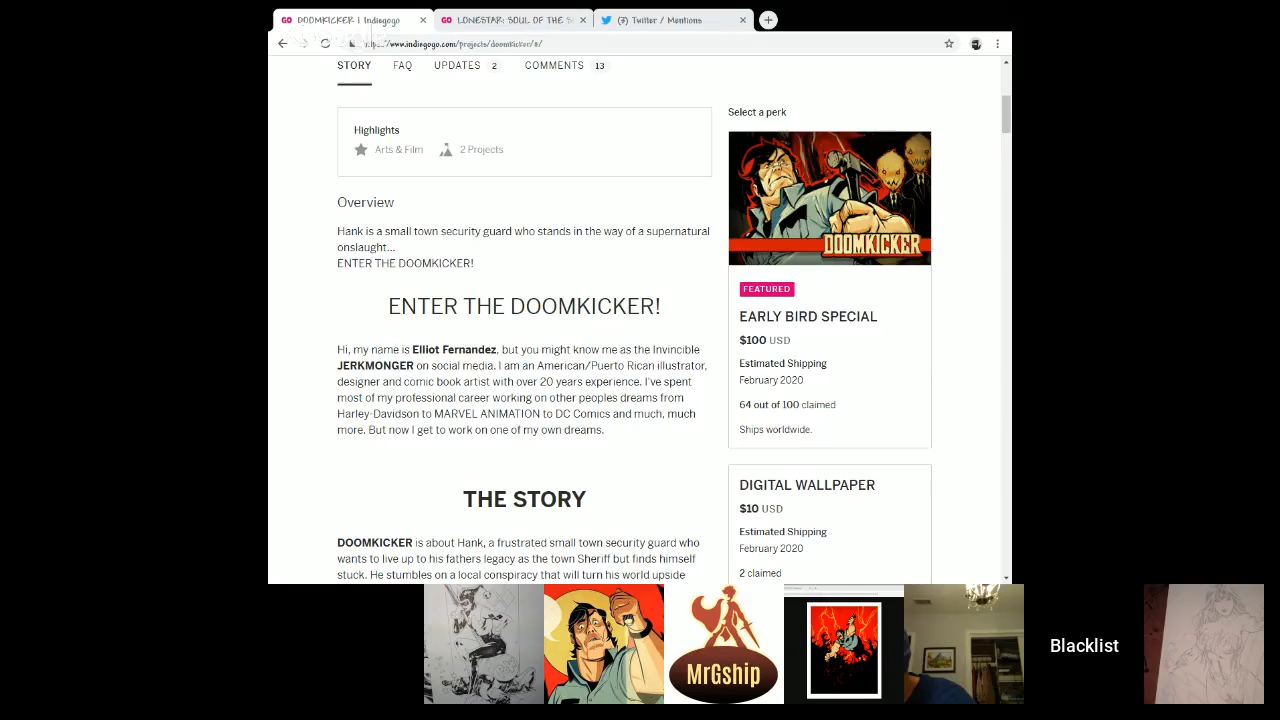 DOOMKICKER | Indiegogo
LONESTAR: SOUL OF THE S
Twitter / Mentions
https://www.indiegogo.com/projects/doomkicker/#/
STORY FAQ UPDATES 2 COMMENTS 13
Highlights
Arts & Film 2 Projects
Overview
Hank is a small town security guard who stands in the way of a supernatural
onslaught...
ENTER THE DOOMKICKER!
ENTER THE DOOMKICKER!
Hi, my name is Elliot Fernandez, but you might know me as the Invincible
JERKMONGER on social media. I am an American/Puerto Rican illustrator,
designer and comic book artist with over 20 years experience. I've spent
most of my professional career working on other peoples dreams from
Harley-Davidson to MARVEL ANIMATION to DC Comics and much, much
more. But now I get to work on one of my own dreams.
THE STORY
DOOMKICKER is about Hank, a frustrated small town security guard who
wants to live up to his fathers legacy as the town Sheriff but finds himself
stuck. He stumbles on a local conspiracy that will turn his world upside
Select a perk
DOOMKICKER
FEATURED
EARLY BIRD SPECIAL
$100 USD
Estimated Shipping
February 2020
64 out of 100 claimed
Ships worldwide.
DIGITAL WALLPAPER
$10 USD
Estimated Shipping
February 2020
2 claimed
MrGship
Blacklist